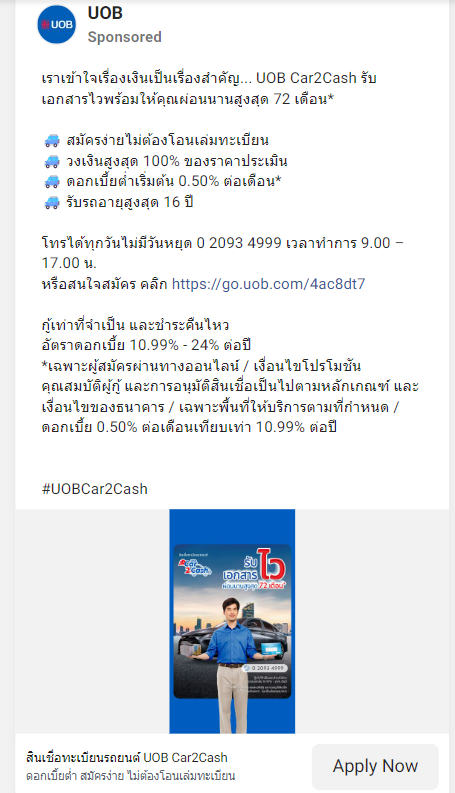 UOB
UOB
Sponsored
เราเข้าใจเรื่องเงินเป็นเรื่องสำคัญ... UOB Car2Cash รับ
เอกสารไวพร้อมให้คุณผ่อนนานสูงสุด 72 เดือน*
สมัครง่ายไม่ต้องโอนเล่มทะเบียน
วงเงินสูงสุด 100% ของราคาประเมิน
ดอกเบี้ยต่ำเริ่มต้น 0.50% ต่อเดือน*
รับรถอายุสูงสุด 16 ปี
โทรได้ทุกวันไม่มีวันหยุด 0 2093 4999 เวลาทำการ 9.00 –
17.00 น.
หรือสนใจสมัคร คลิก https://go.uob.com/4ac8dt7
กู้เท่าที่จำเป็น และชำระคืนไหว
อัตราดอกเบี้ย 10.99% - 24% ต่อปี
*เฉพาะผู้สมัครผ่านทางออนไลน์ / เงื่อนไขโปรโมชัน
คุณสมบัติผู้กู้ และการอนุมัติสินเชื่อเป็นไปตามหลักเกณฑ์ และ
เงื่อนไขของธนาคาร / เฉพาะพื้นที่ให้บริการตามที่กำหนด /
ดอกเบี้ย 0.50% ต่อเดือนเทียบเท่า 10.99% ต่อปี
#UOBCar2Cash
Car
2Cash
รับ
เอกสาร ไว
ผ่อนนานสูงสุด 72 เดือน*
0 2093 4999
สินเชื่อทะเบียนรถยนต์ UOB Car2Cash
ดอกเบี้ยต่ำ สมัครง่าย ไม่ต้องโอนเล่มทะเบียน
Apply Now